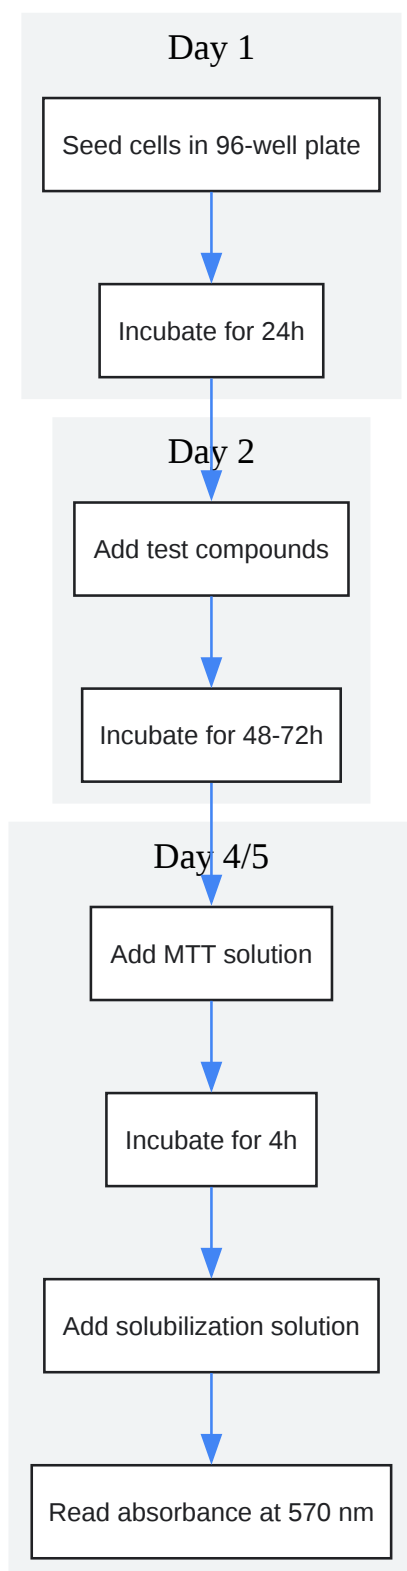 Day 1
Seed cells in 96-well plate
Incubate for 24h
Day 2
Add test compounds
Incubate for 48-72h
Day 4/5
Add MTT solution
Incubate for 4h
Add solubilization solution
Read absorbance at 570 nm